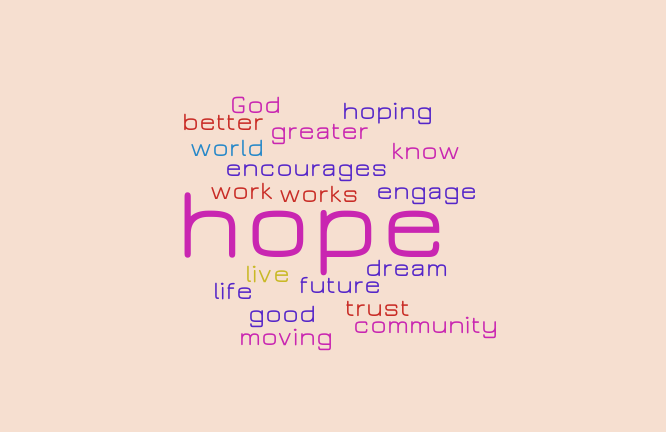 God
hoping
better
greater
world
know
encourages
work
works
engage
hope
dream
live
future
life
trust
good
community
moving